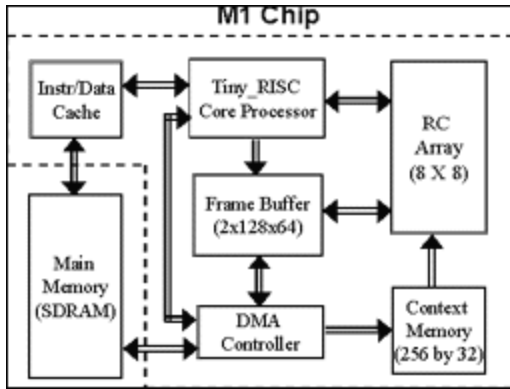 M1 Chip
Instr/Data
Cache
Tiny_RISC
Core Processor
RC
Array
(8 X 8)
Frame Buffer
(2x128x64)
Main
Memory
(SDRAM)
DMA
Controller
Context
Memory
(256 by 32)